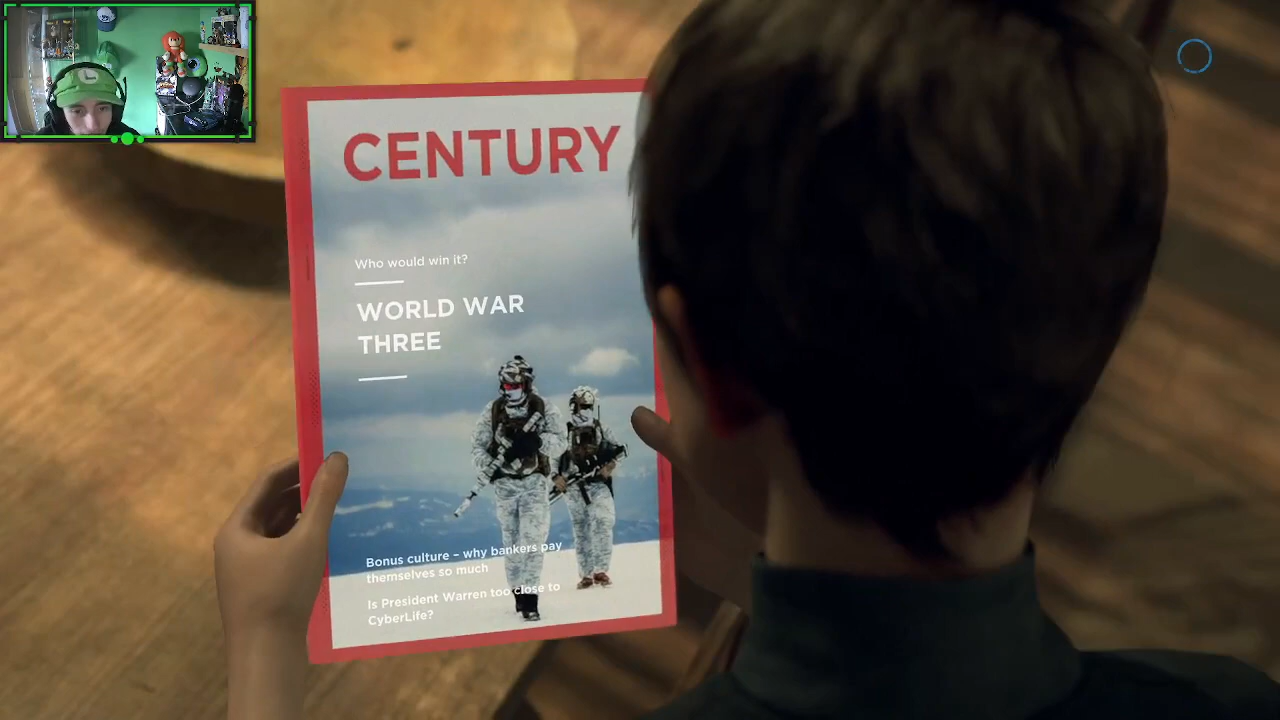 CENTURY
Who would win it?
WORLD WAR
THREE
Bonus culture – why bankers pay
themselves so much
Is President Warren too close to
CyberLife?